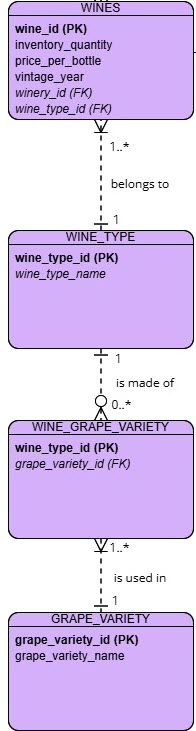 WINES
wine_id (PK)
inventory_quantity
price_per_bottle
vintage_year
winery_id (FK)
wine_type_id (FK)
1..*
belongs to
1
WINE_TYPE
wine_type_id (PK)
wine_type_name
1
is made of
0..*
WINE_GRAPE_VARIETY
wine_type_id (PK)
grape_variety_id (FK)
1..*
is used in
1
GRAPE_VARIETY
grape_variety_id (PK)
grape_variety_name